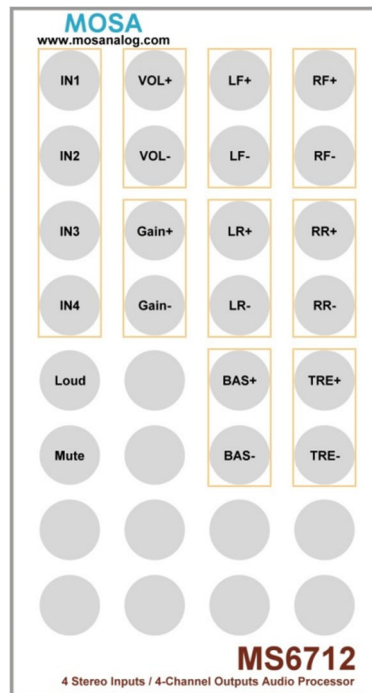 MOSA
www.mosanalog.com
IN1 VOL+ LF+ RF+
IN2 VOL- LF- RF-
IN3 Gain+ LR+ RR+
IN4 Gain- LR- RR-
Loud BAS+ TRE+
Mute BAS- TRE-
MS6712
4 Stereo Inputs / 4-Channel Outputs Audio Processor